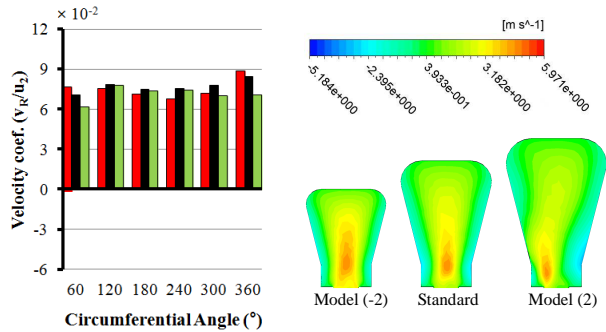 × 10⁻²
12
9
6
3
0
-3
-6
Velocity coef. (vR/u2)
60 120 180 240 300 360
Circumferential Angle (°)
[m s^-1]
-5.184e+000
-2.395e+000
3.933e-001
3.182e+000
5.971e+000
Model (-2) Standard Model (2)